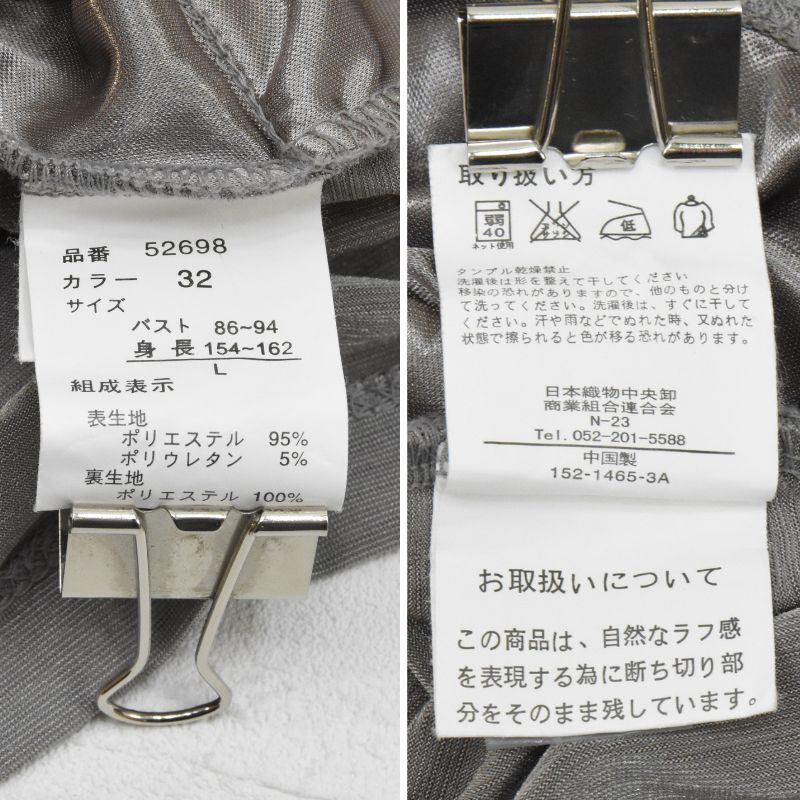 品番 52698
カラー 32
サイズ
バスト 86~94
身長 154~162
L
組成表示
表生地
ポリエステル 95%
ポリウレタン 5%
裏生地
ポリエステル 100%
取り扱い方
弱
40
ネット使用
低
タンブル乾燥禁止
洗濯後は形を整えて干してください
移染の恐れがありますので、他のものと分け
て洗ってください。洗濯後は、すぐに干して
ください。汗や雨などでぬれた時、又ぬれた
状態で擦られると色が移る恐れがあります。
日本織物中央卸
商業組合連合会
N-23
Tel. 052-201-5588
中国製
152-1465-3A
お取扱いについて
この商品は、自然なラフ感
を表現する為に断ち切り部
分をそのまま残しています。